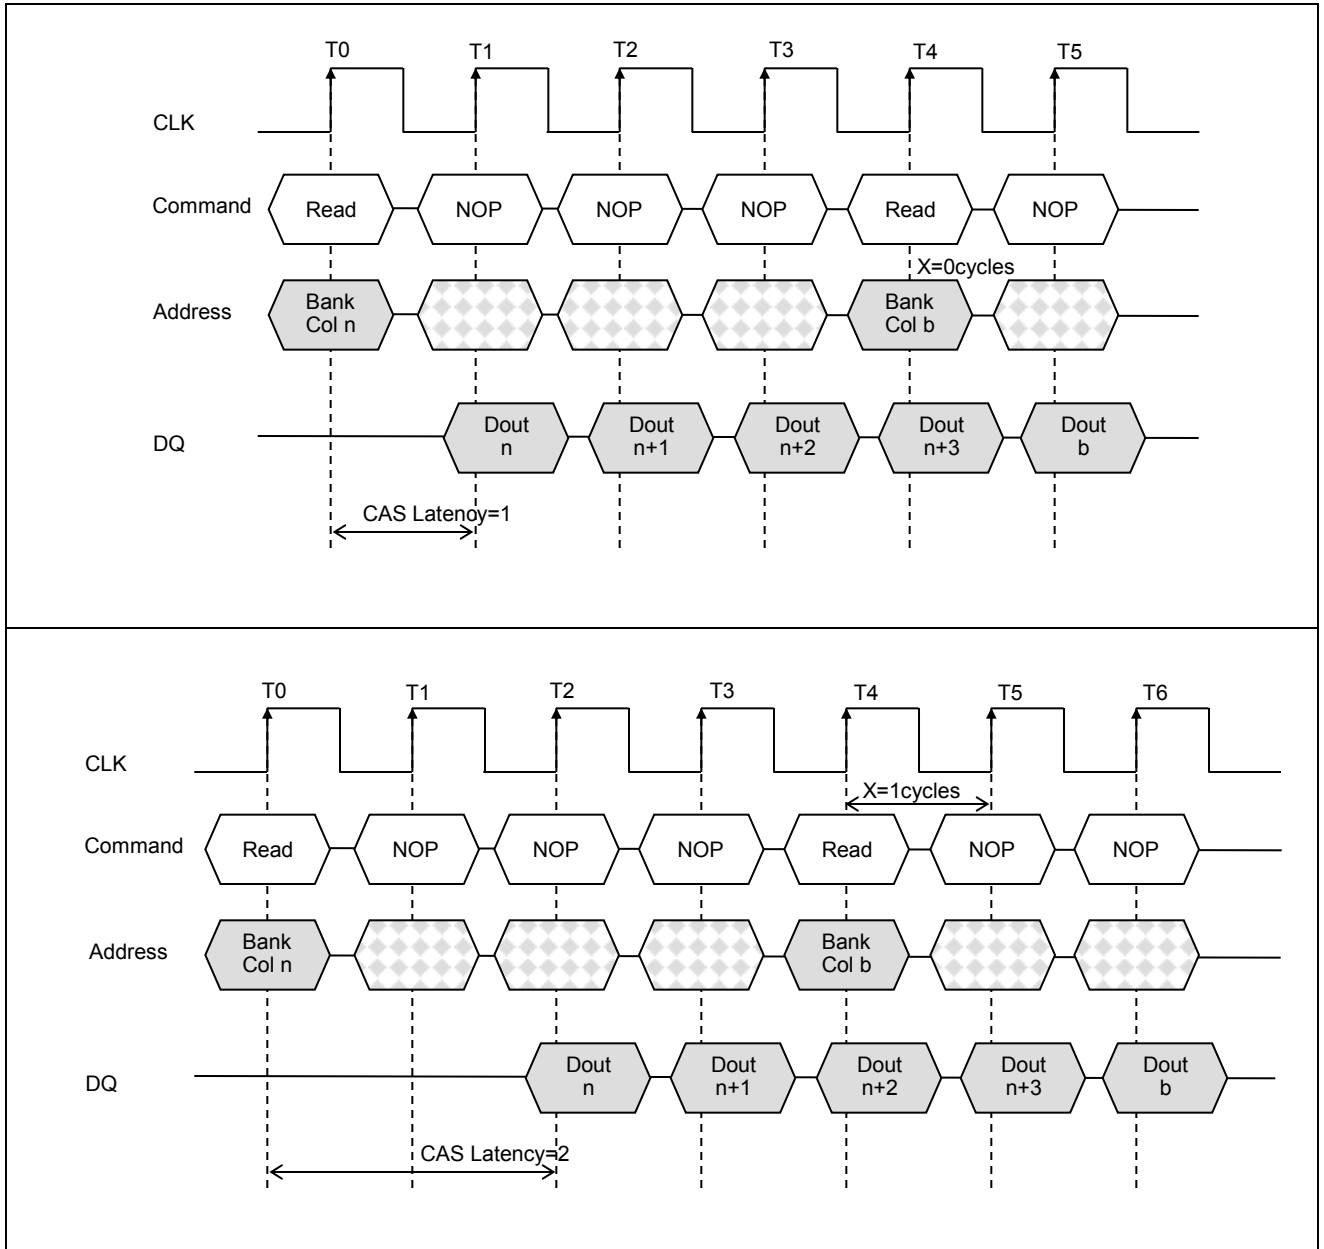 T0 T1 T2 T3 T4 T5
CLK
Command Read NOP NOP NOP Read NOP
X=0cycles
Address Bank Col n Bank Col b
DQ Dout n Dout n+1 Dout n+2 Dout n+3 Dout b
CAS Latency=1
T0 T1 T2 T3 T4 T5 T6
CLK
X=1cycles
Command Read NOP NOP NOP Read NOP NOP
Address Bank Col n Bank Col b
DQ Dout n Dout n+1 Dout n+2 Dout n+3 Dout b
CAS Latency=2